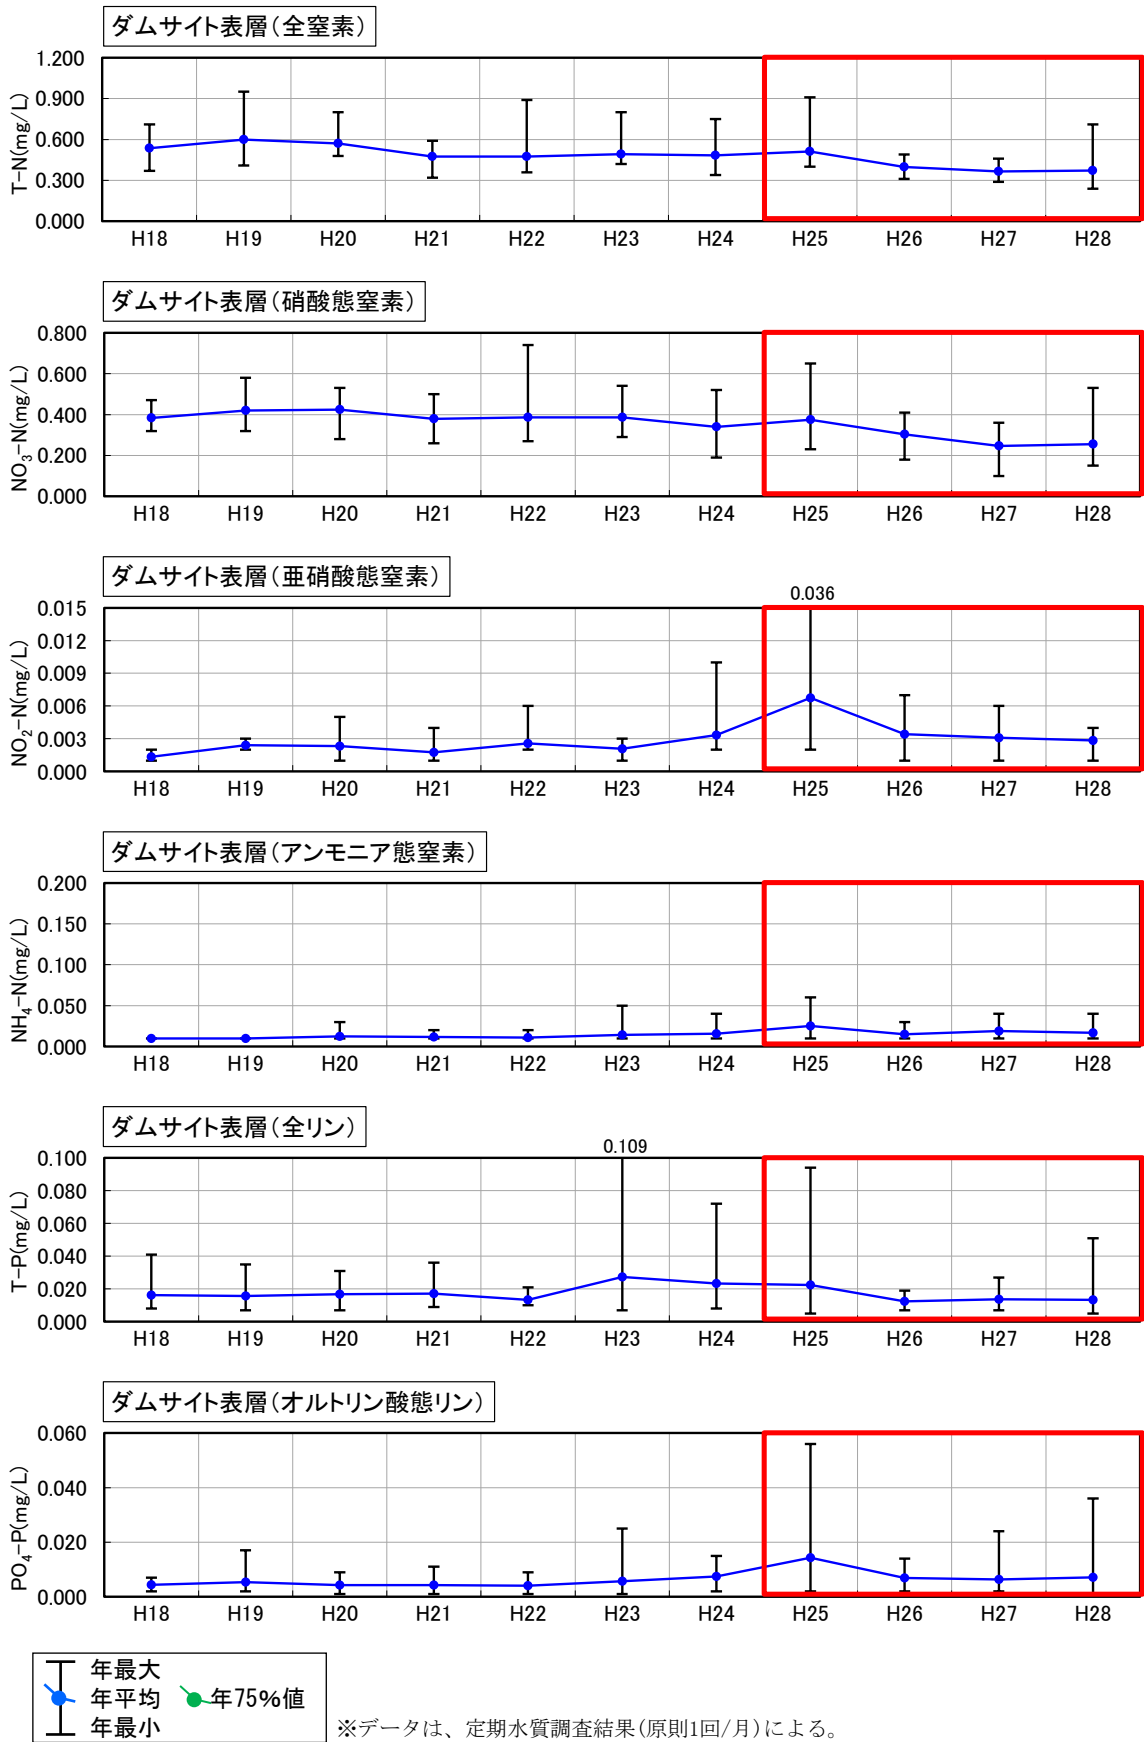 ダムサイト表層(全窒素)
T-N(mg/L)
1.200
0.900
0.600
0.300
0.000
H18 H19 H20 H21 H22 H23 H24 H25 H26 H27 H28
ダムサイト表層(硝酸態窒素)
NO₃-N(mg/L)
0.800
0.600
0.400
0.200
0.000
H18 H19 H20 H21 H22 H23 H24 H25 H26 H27 H28
ダムサイト表層(亜硝酸態窒素)
0.036
NO₂-N(mg/L)
0.015
0.012
0.009
0.006
0.003
0.000
H18 H19 H20 H21 H22 H23 H24 H25 H26 H27 H28
ダムサイト表層(アンモニア態窒素)
NH₄-N(mg/L)
0.200
0.150
0.100
0.050
0.000
H18 H19 H20 H21 H22 H23 H24 H25 H26 H27 H28
ダムサイト表層(全リン)
0.109
T-P(mg/L)
0.100
0.080
0.060
0.040
0.020
0.000
H18 H19 H20 H21 H22 H23 H24 H25 H26 H27 H28
ダムサイト表層(オルトリン酸態リン)
PO₄-P(mg/L)
0.060
0.040
0.020
0.000
H18 H19 H20 H21 H22 H23 H24 H25 H26 H27 H28
年最大
年平均 年75%値
年最小
※データは、定期水質調査結果(原則1回/月)による。